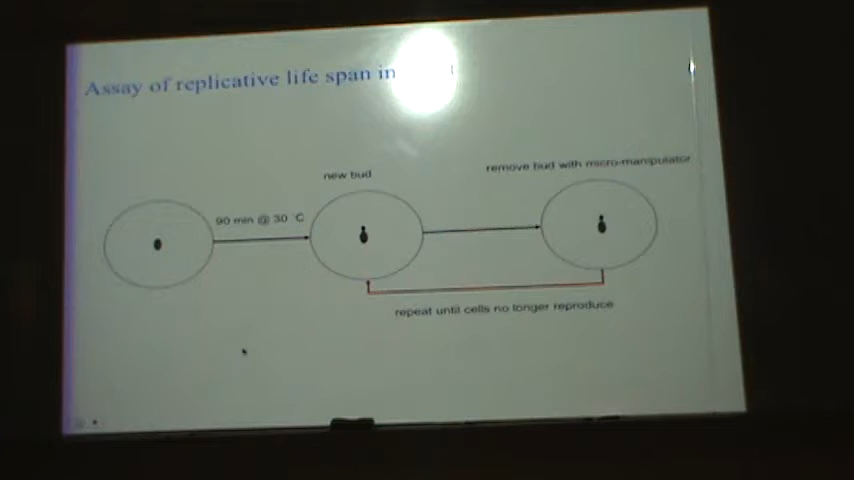 Assay of replicative life span in
new bud
remove bud with micro-manipulator
90 min @ 30 °C
repeat until cells no longer reproduce